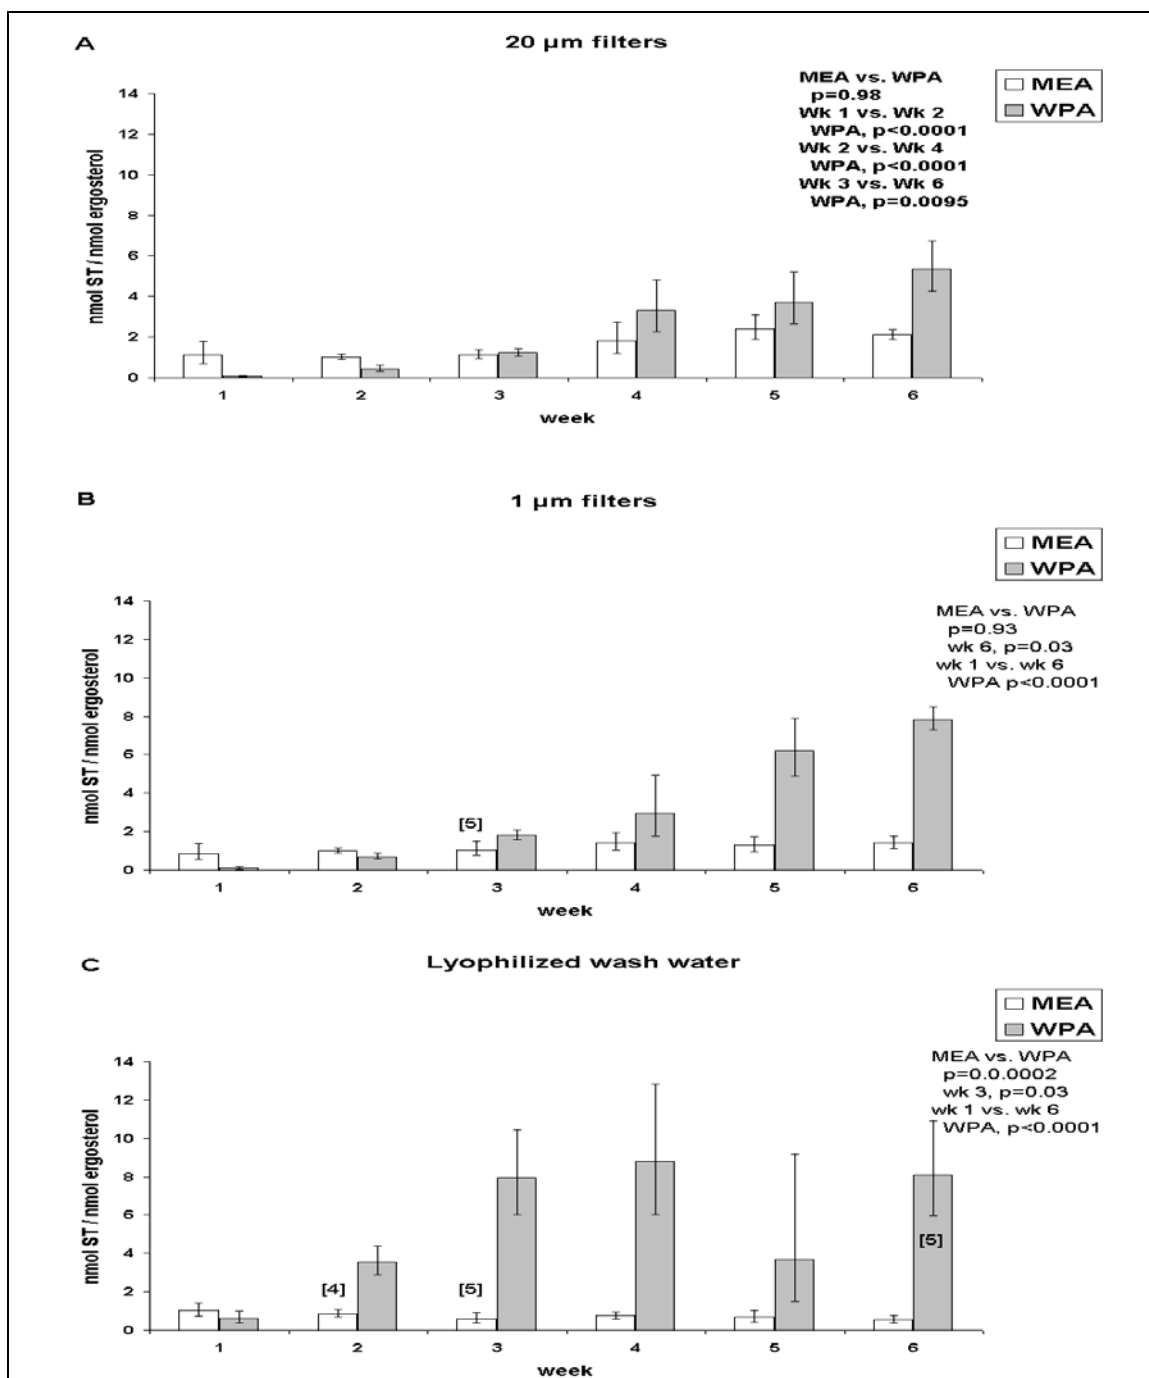 A
20 µm filters
MEA vs. WPA
p=0.98
Wk 1 vs. Wk 2
WPA, p<0.0001
Wk 2 vs. Wk 4
WPA, p<0.0001
Wk 3 vs. Wk 6
WPA, p=0.0095
MEA
WPA
nmol ST / nmol ergosterol
14
12
10
8
6
4
2
0
1 2 3 4 5 6
week
B
1 µm filters
MEA
WPA
MEA vs. WPA
p=0.93
wk 6, p=0.03
wk 1 vs. wk 6
WPA p<0.0001
nmol ST / nmol ergosterol
14
12
10
8
6
4
2
0
[5]
1 2 3 4 5 6
week
C
Lyophilized wash water
MEA
WPA
MEA vs. WPA
p=0.0.0002
wk 3, p=0.03
wk 1 vs. wk 6
WPA, p<0.0001
nmol ST / nmol ergosterol
14
12
10
8
6
4
2
0
[4]
[5]
[5]
1 2 3 4 5 6
week